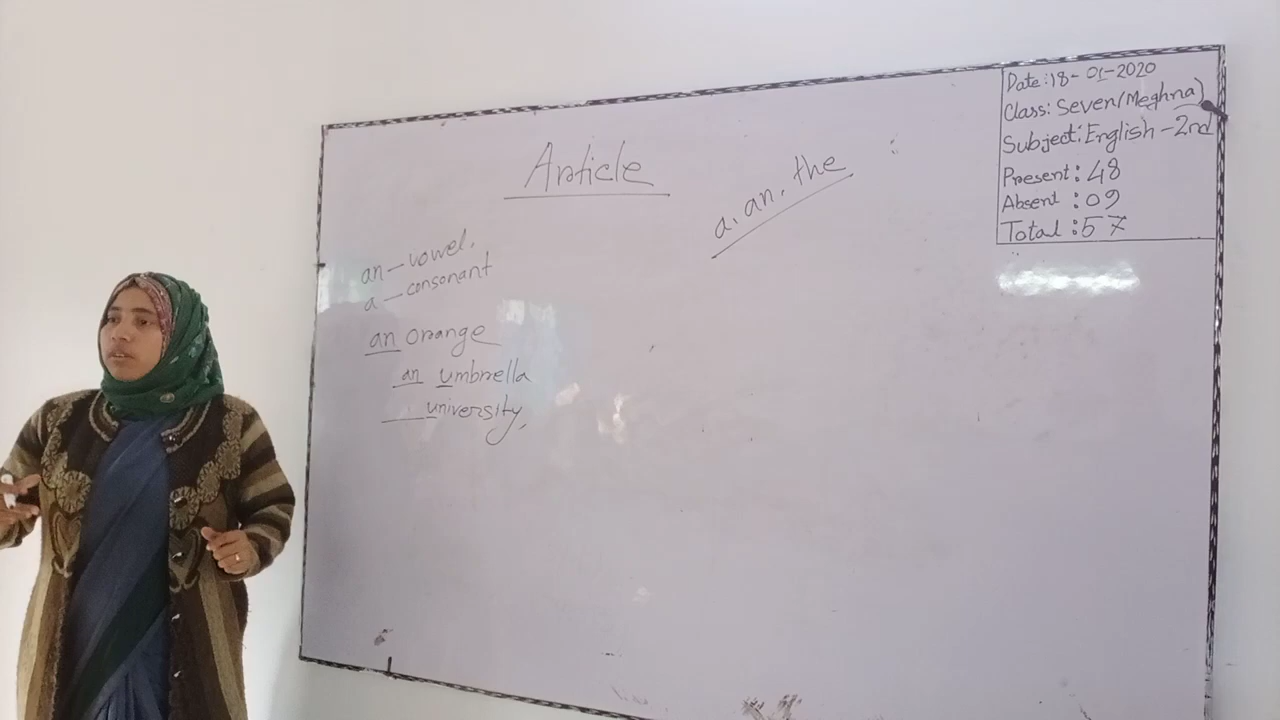 Article
a, an, the
Date: 18-01-2020
Class: Seven (Meghna)
Subject: English-2nd
Present: 48
Absent: 09
Total: 57
an — vowel.
a — consonant
an orange
an umbrella
__ university,